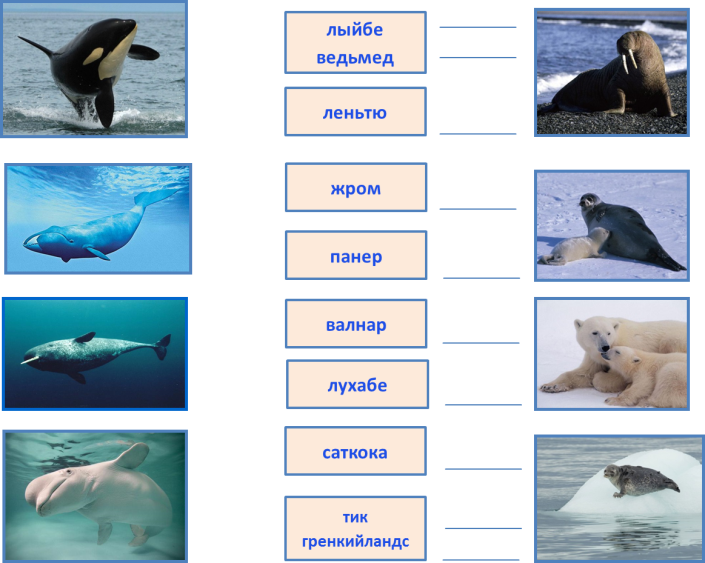 лыйбе
ведьмед
леньтю
жром
панер
валнар
лухабе
саткока
тик
гренкийландс